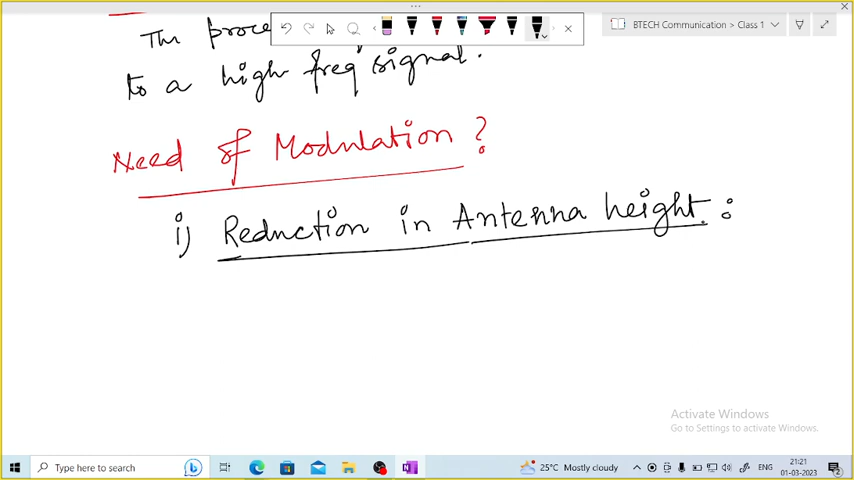 BTECH Communication > Class 1
The proce
to a high freq signal.
Need of Modulation ?
i) Reduction in Antenna height :
Activate Windows
Go to Settings to activate Windows.
Type here to search
25°C Mostly cloudy
ENG
21:21
01-03-2023
2